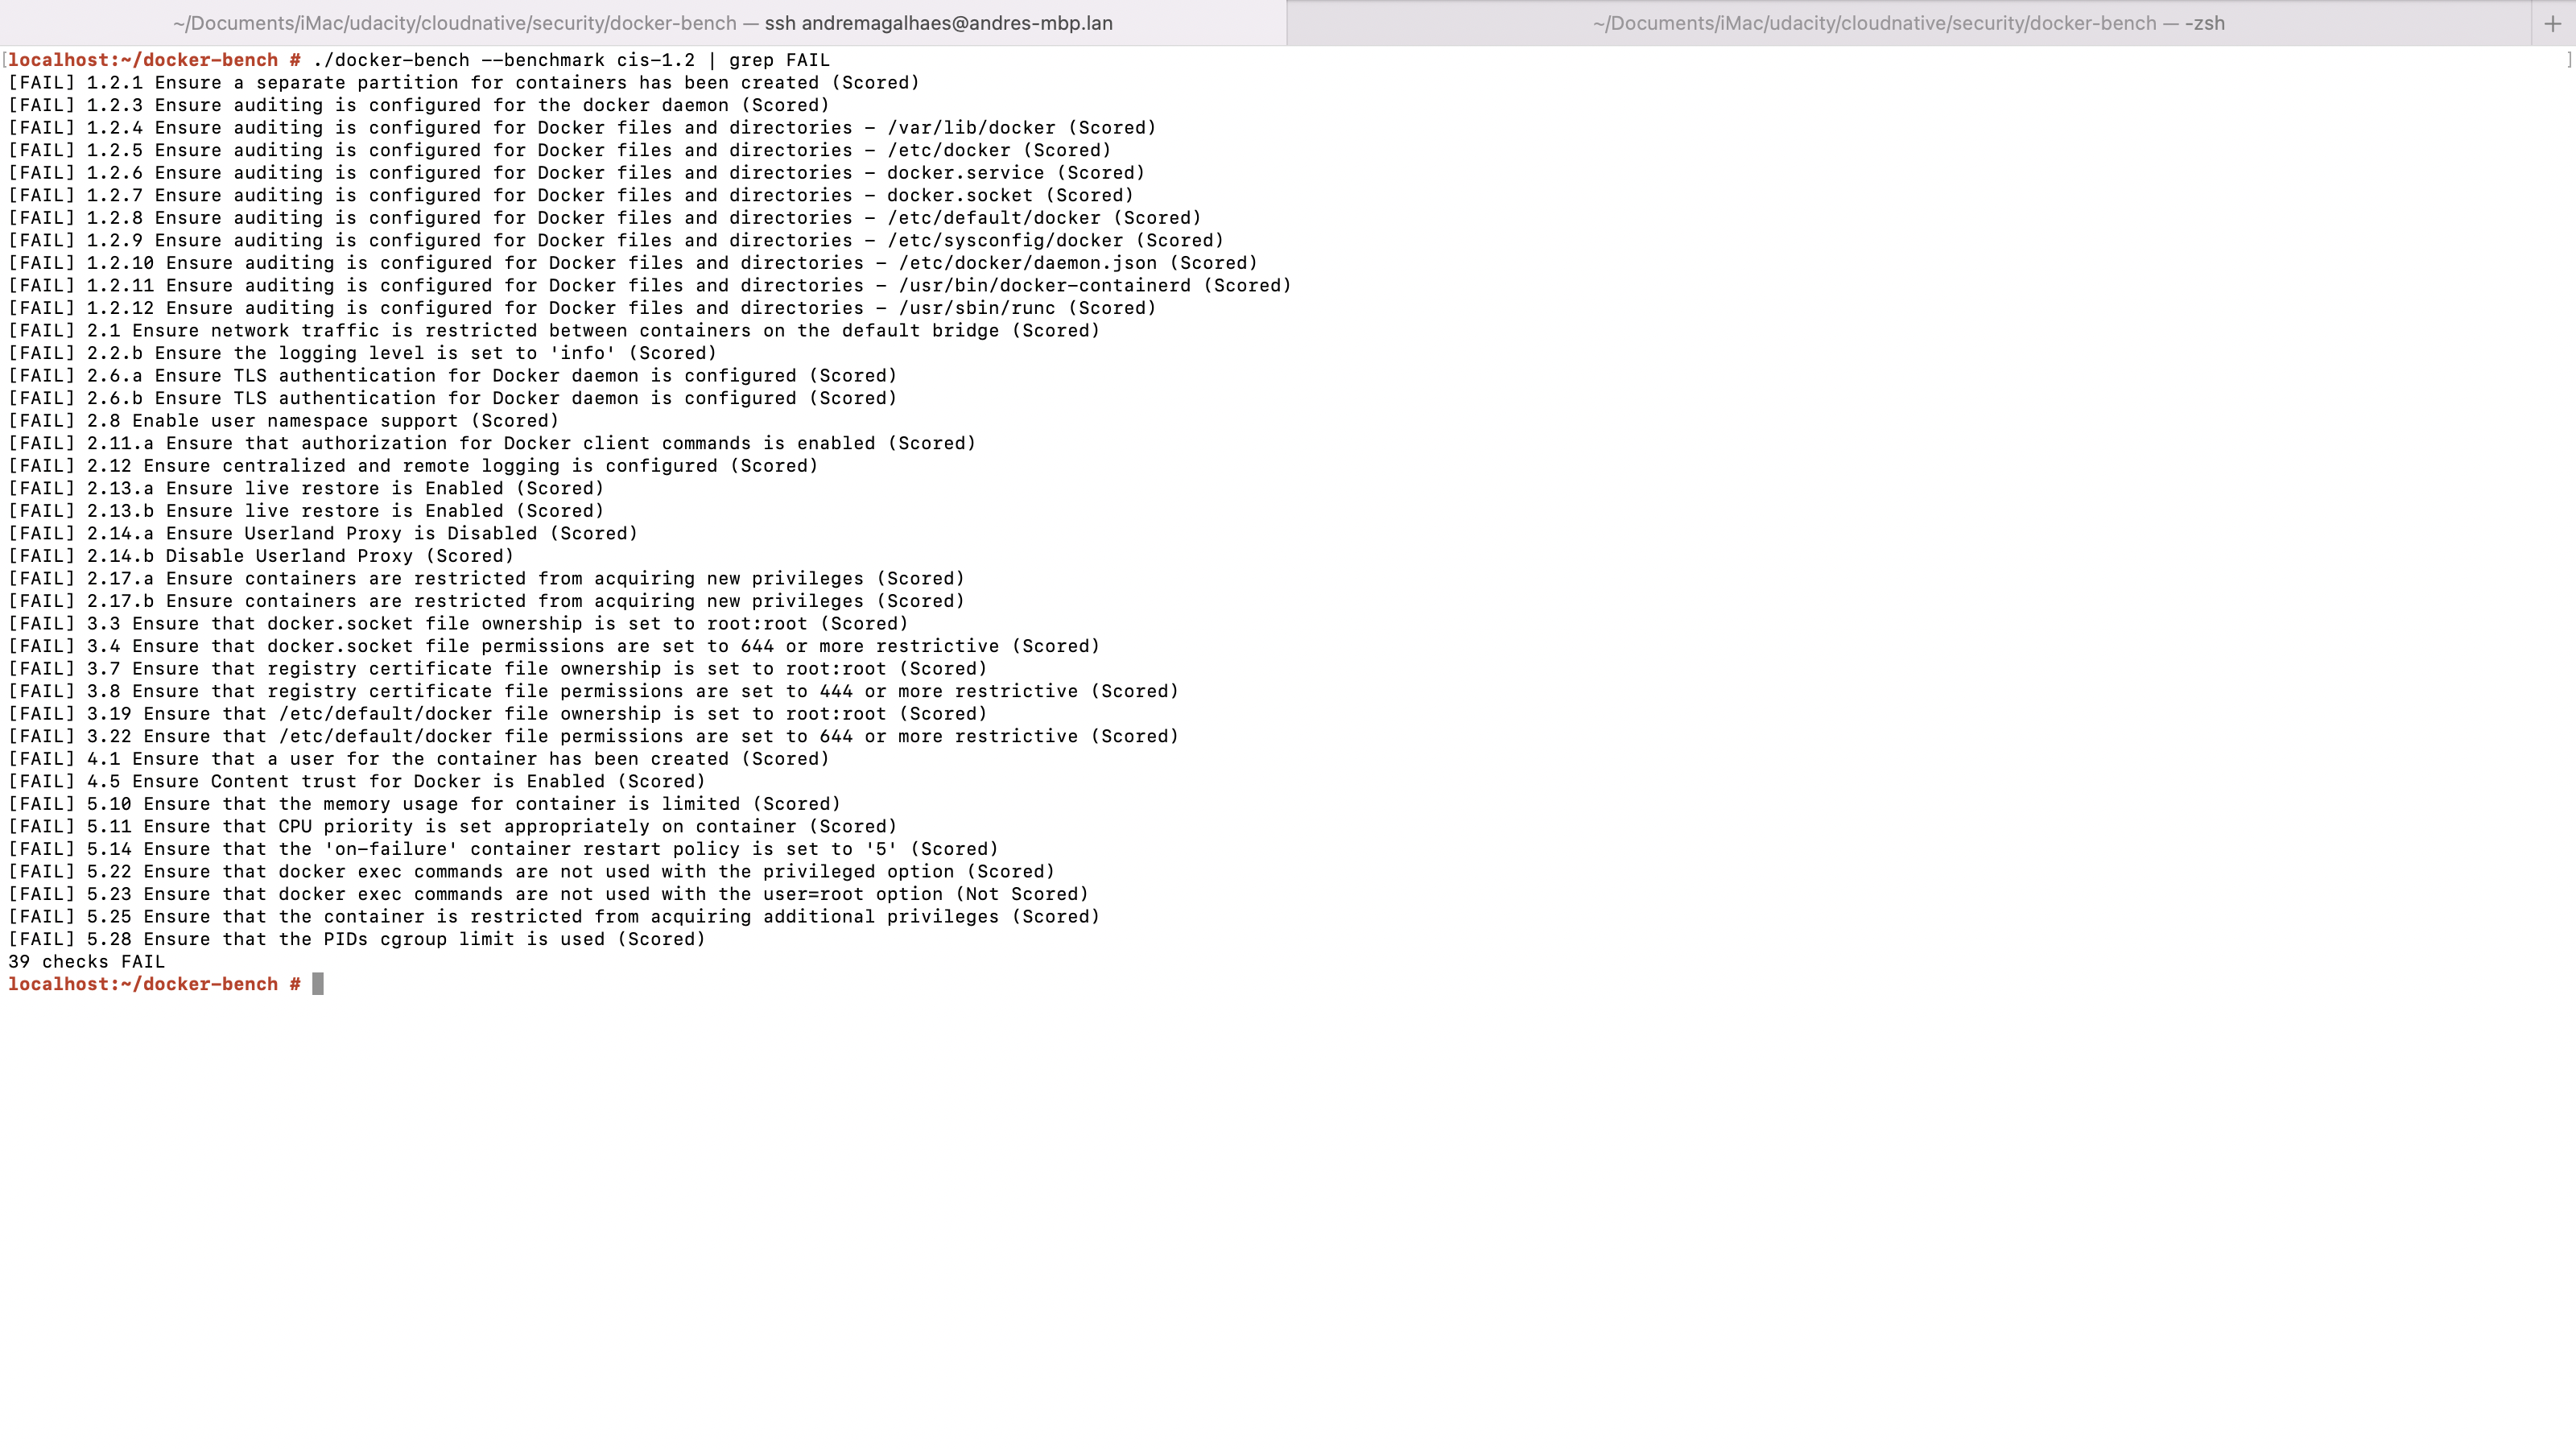 ~/Documents/iMac/udacity/cloudnative/security/docker-bench — ssh andremagalhaes@andres-mbp.lan
~/Documents/iMac/udacity/cloudnative/security/docker-bench — -zsh
+
[localhost:~/docker-bench # ./docker-bench --benchmark cis-1.2 | grep FAIL ]
[FAIL] 1.2.1 Ensure a separate partition for containers has been created (Scored)
[FAIL] 1.2.3 Ensure auditing is configured for the docker daemon (Scored)
[FAIL] 1.2.4 Ensure auditing is configured for Docker files and directories - /var/lib/docker (Scored)
[FAIL] 1.2.5 Ensure auditing is configured for Docker files and directories - /etc/docker (Scored)
[FAIL] 1.2.6 Ensure auditing is configured for Docker files and directories - docker.service (Scored)
[FAIL] 1.2.7 Ensure auditing is configured for Docker files and directories - docker.socket (Scored)
[FAIL] 1.2.8 Ensure auditing is configured for Docker files and directories - /etc/default/docker (Scored)
[FAIL] 1.2.9 Ensure auditing is configured for Docker files and directories - /etc/sysconfig/docker (Scored)
[FAIL] 1.2.10 Ensure auditing is configured for Docker files and directories - /etc/docker/daemon.json (Scored)
[FAIL] 1.2.11 Ensure auditing is configured for Docker files and directories - /usr/bin/docker-containerd (Scored)
[FAIL] 1.2.12 Ensure auditing is configured for Docker files and directories - /usr/sbin/runc (Scored)
[FAIL] 2.1 Ensure network traffic is restricted between containers on the default bridge (Scored)
[FAIL] 2.2.b Ensure the logging level is set to 'info' (Scored)
[FAIL] 2.6.a Ensure TLS authentication for Docker daemon is configured (Scored)
[FAIL] 2.6.b Ensure TLS authentication for Docker daemon is configured (Scored)
[FAIL] 2.8 Enable user namespace support (Scored)
[FAIL] 2.11.a Ensure that authorization for Docker client commands is enabled (Scored)
[FAIL] 2.12 Ensure centralized and remote logging is configured (Scored)
[FAIL] 2.13.a Ensure live restore is Enabled (Scored)
[FAIL] 2.13.b Ensure live restore is Enabled (Scored)
[FAIL] 2.14.a Ensure Userland Proxy is Disabled (Scored)
[FAIL] 2.14.b Disable Userland Proxy (Scored)
[FAIL] 2.17.a Ensure containers are restricted from acquiring new privileges (Scored)
[FAIL] 2.17.b Ensure containers are restricted from acquiring new privileges (Scored)
[FAIL] 3.3 Ensure that docker.socket file ownership is set to root:root (Scored)
[FAIL] 3.4 Ensure that docker.socket file permissions are set to 644 or more restrictive (Scored)
[FAIL] 3.7 Ensure that registry certificate file ownership is set to root:root (Scored)
[FAIL] 3.8 Ensure that registry certificate file permissions are set to 444 or more restrictive (Scored)
[FAIL] 3.19 Ensure that /etc/default/docker file ownership is set to root:root (Scored)
[FAIL] 3.22 Ensure that /etc/default/docker file permissions are set to 644 or more restrictive (Scored)
[FAIL] 4.1 Ensure that a user for the container has been created (Scored)
[FAIL] 4.5 Ensure Content trust for Docker is Enabled (Scored)
[FAIL] 5.10 Ensure that the memory usage for container is limited (Scored)
[FAIL] 5.11 Ensure that CPU priority is set appropriately on container (Scored)
[FAIL] 5.14 Ensure that the 'on-failure' container restart policy is set to '5' (Scored)
[FAIL] 5.22 Ensure that docker exec commands are not used with the privileged option (Scored)
[FAIL] 5.23 Ensure that docker exec commands are not used with the user=root option (Not Scored)
[FAIL] 5.25 Ensure that the container is restricted from acquiring additional privileges (Scored)
[FAIL] 5.28 Ensure that the PIDs cgroup limit is used (Scored)
39 checks FAIL
localhost:~/docker-bench #